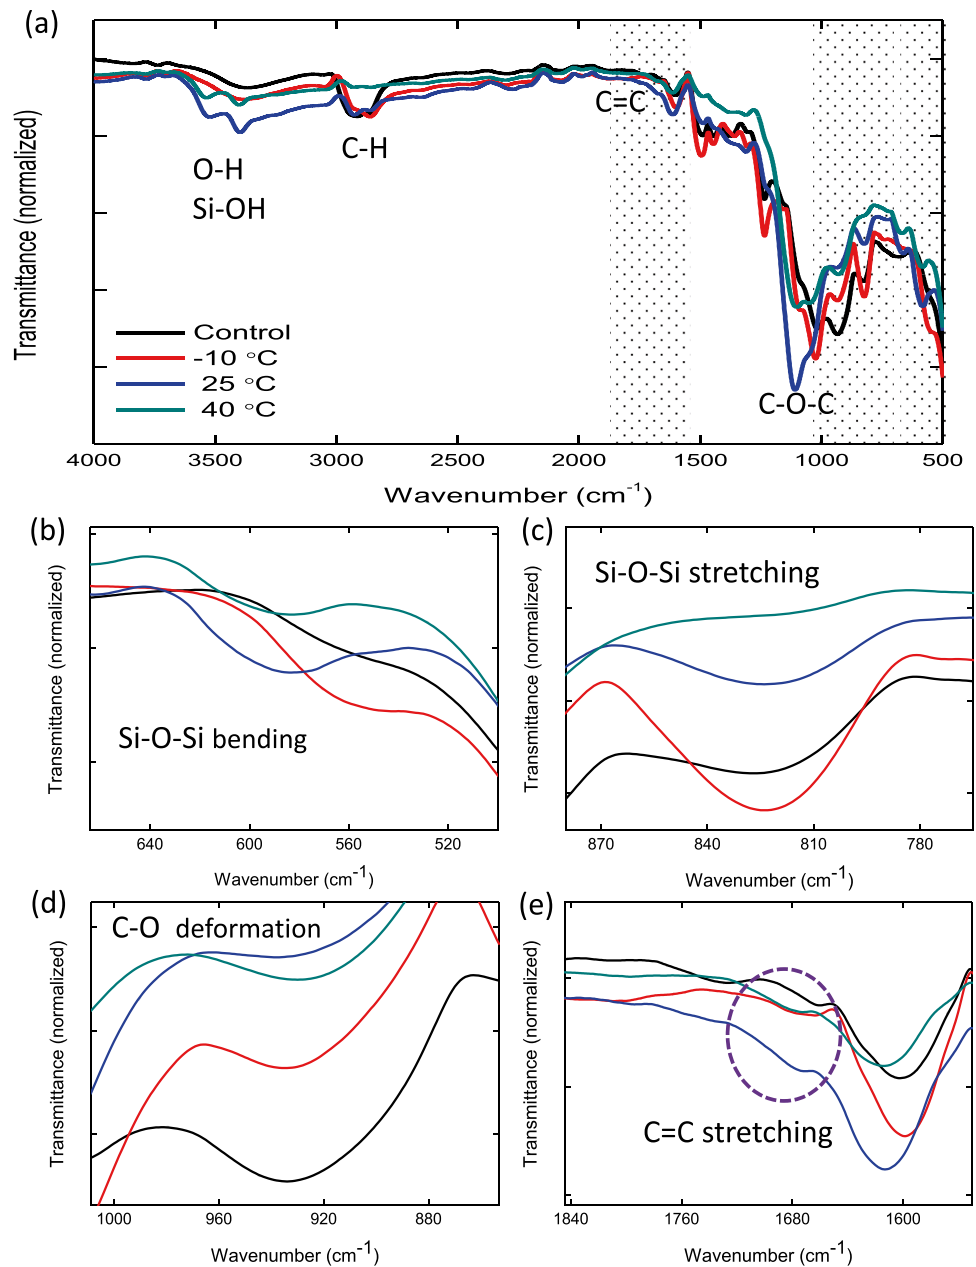 (a)
Transmittance (normalized)
C=C
C-H
O-H
Si-OH
Control
-10 °C
25 °C
40 °C
C-O-C
4000 3500 3000 2500 2000 1500 1000 500
Wavenumber (cm-1)
(b)
Transmittance (normalized)
Si-O-Si bending
640 600 560 520
Wavenumber (cm-1)
(c)
Transmittance (normalized)
Si-O-Si stretching
870 840 810 780
Wavenumber (cm-1)
(d)
Transmittance (normalized)
C-O deformation
1000 960 920 880
Wavenumber (cm-1)
(e)
Transmittance (normalized)
C=C stretching
1840 1760 1680 1600
Wavenumber (cm-1)